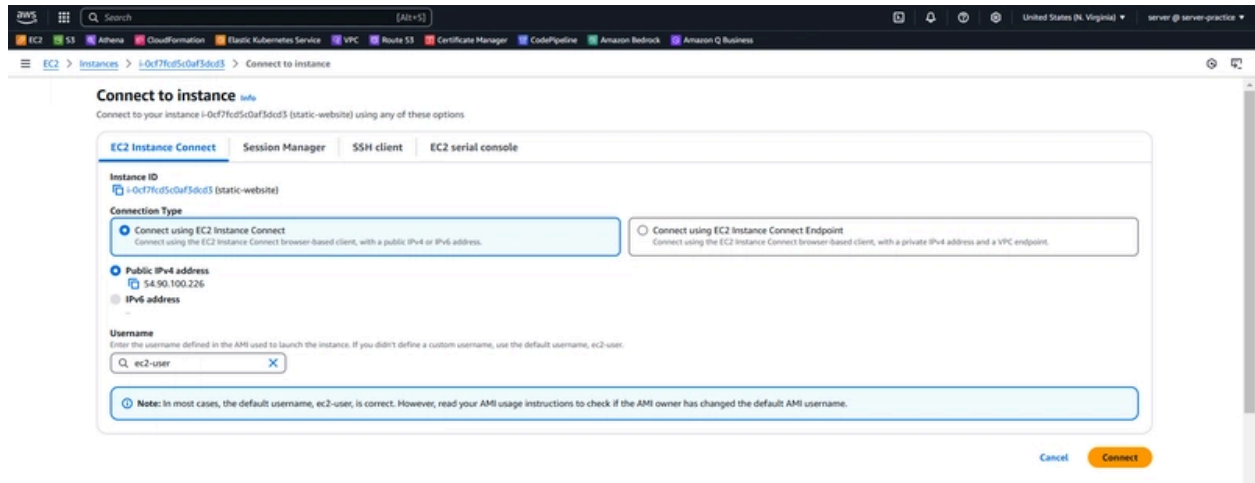 aws Search [Alt+S] United States (N. Virginia) ▼ server @ server-practice ▼
EC2 S3 Athena CloudFormation Elastic Kubernetes Service VPC Route 53 Certificate Manager CodePipeline Amazon Bedrock Amazon Q Business
EC2 > Instances > i-0cf7fcd5c0af3dcd3 > Connect to instance
Connect to instance Info
Connect to your instance i-0cf7fcd5c0af3dcd3 (static-website) using any of these options
EC2 Instance Connect Session Manager SSH client EC2 serial console
Instance ID
i-0cf7fcd5c0af3dcd3 (static-website)
Connection Type
Connect using EC2 Instance Connect
Connect using the EC2 Instance Connect browser-based client, with a public IPv4 or IPv6 address.
Connect using EC2 Instance Connect Endpoint
Connect using the EC2 Instance Connect browser-based client, with a private IPv4 address and a VPC endpoint.
Public IPv4 address
54.90.100.226
IPv6 address
–
Username
Enter the username defined in the AMI used to launch the instance. If you didn't define a custom username, use the default username, ec2-user.
ec2-user
Note: In most cases, the default username, ec2-user, is correct. However, read your AMI usage instructions to check if the AMI owner has changed the default AMI username.
Cancel Connect